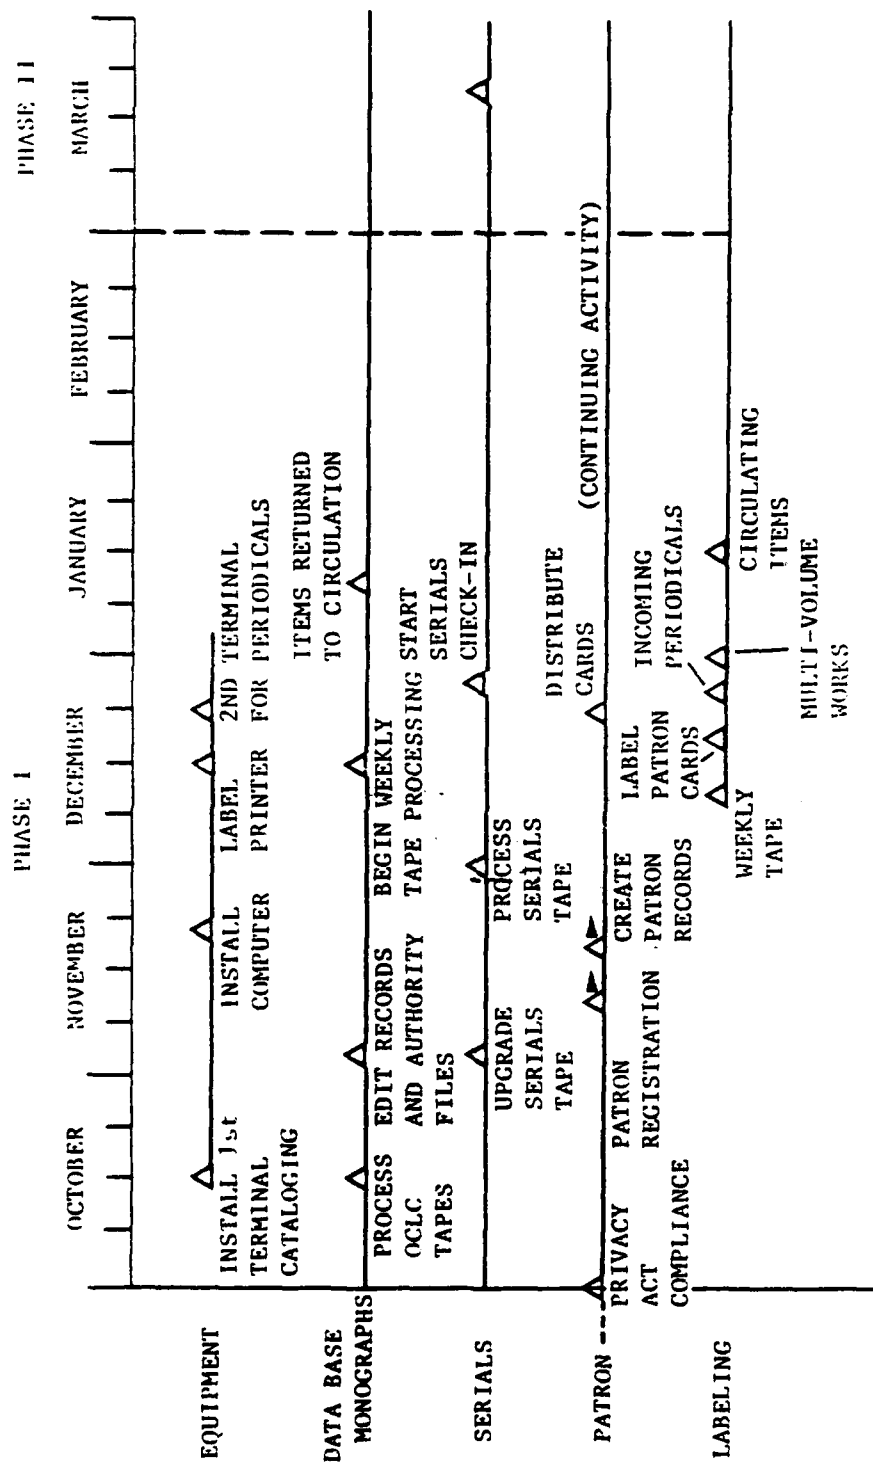 PHASE I
PHASE II
OCTOBER
NOVEMBER
DECEMBER
JANUARY
FEBRUARY
MARCH
EQUIPMENT
INSTALL 1st
TERMINAL
CATALOGING
INSTALL
COMPUTER
LABEL
PRINTER
2ND TERMINAL
FOR PERIODICALS
DATA BASE
MONOGRAPHS
PROCESS
OCLC
TAPES
EDIT RECORDS
AND AUTHORITY
FILES
BEGIN WEEKLY
TAPE PROCESSING
ITEMS RETURNED
TO CIRCULATION
SERIALS
UPGRADE
SERIALS
TAPE
PROCESS
SERIALS
TAPE
START
SERIALS
CHECK-IN
PATRON
PRIVACY
ACT
COMPLIANCE
PATRON
REGISTRATION
CREATE
PATRON
RECORDS
DISTRIBUTE
CARDS
(CONTINUING ACTIVITY)
LABELING
WEEKLY
TAPE
LABEL
PATRON
CARDS
INCOMING
PERIODICALS
MULTI-VOLUME
WORKS
CIRCULATING
ITEMS